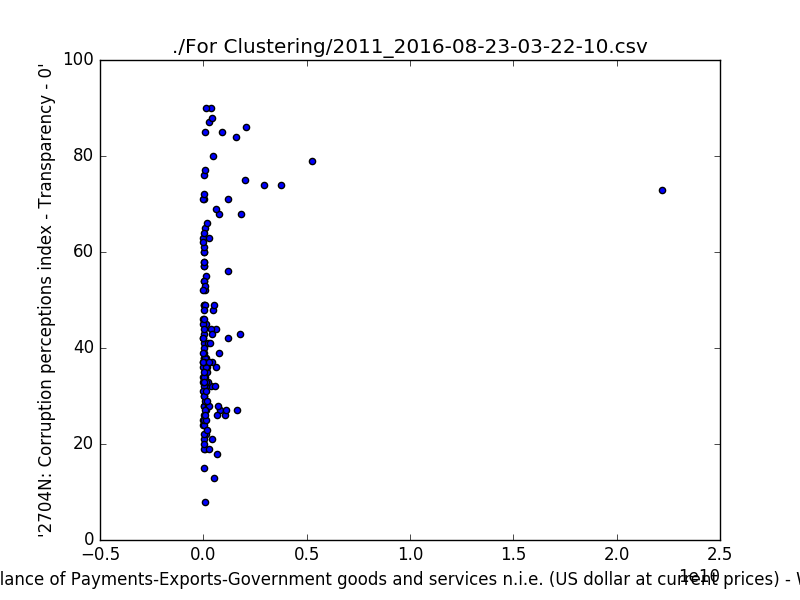 ./For Clustering/2011_2016-08-23-03-22-10.csv
'2704N: Corruption perceptions index - Transparency - 0'
100
80
60
40
20
0
−0.5 0.0 0.5 1.0 1.5 2.0 2.5
1e10
lance of Payments-Exports-Government goods and services n.i.e. (US dollar at current prices) - W